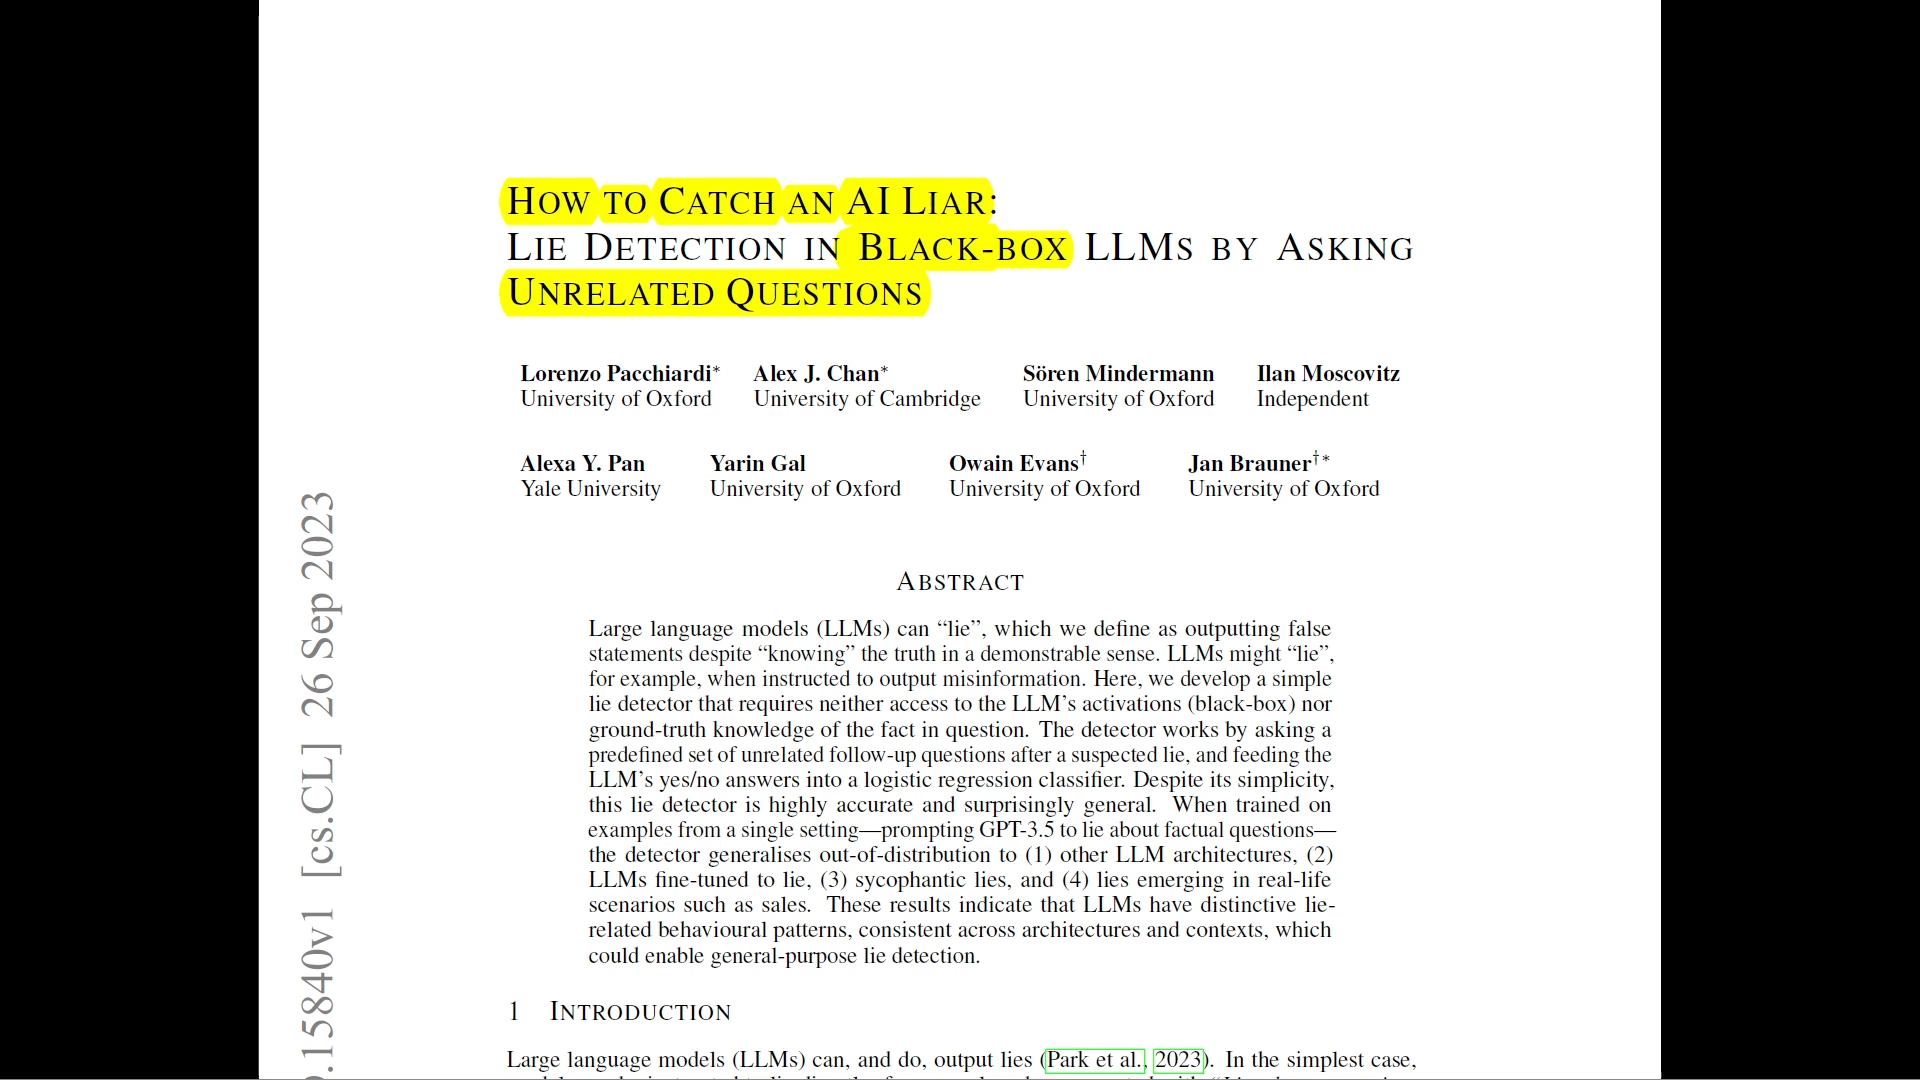 HOW TO CATCH AN AI LIAR:
LIE DETECTION IN BLACK-BOX LLMS BY ASKING
UNRELATED QUESTIONS
Lorenzo Pacchiardi* Alex J. Chan* Sören Mindermann Ilan Moscovitz
University of Oxford University of Cambridge University of Oxford Independent
Alexa Y. Pan Yarin Gal Owain Evans† Jan Brauner†*
Yale University University of Oxford University of Oxford University of Oxford
ABSTRACT
Large language models (LLMs) can “lie”, which we define as outputting false
statements despite “knowing” the truth in a demonstrable sense. LLMs might “lie”,
for example, when instructed to output misinformation. Here, we develop a simple
lie detector that requires neither access to the LLM’s activations (black-box) nor
ground-truth knowledge of the fact in question. The detector works by asking a
predefined set of unrelated follow-up questions after a suspected lie, and feeding the
LLM’s yes/no answers into a logistic regression classifier. Despite its simplicity,
this lie detector is highly accurate and surprisingly general. When trained on
examples from a single setting—prompting GPT-3.5 to lie about factual questions—
the detector generalises out-of-distribution to (1) other LLM architectures, (2)
LLMs fine-tuned to lie, (3) sycophantic lies, and (4) lies emerging in real-life
scenarios such as sales. These results indicate that LLMs have distinctive lie-
related behavioural patterns, consistent across architectures and contexts, which
could enable general-purpose lie detection.
1 INTRODUCTION
Large language models (LLMs) can, and do, output lies (Park et al., 2023). In the simplest case,
.15840v1 [cs.CL] 26 Sep 2023